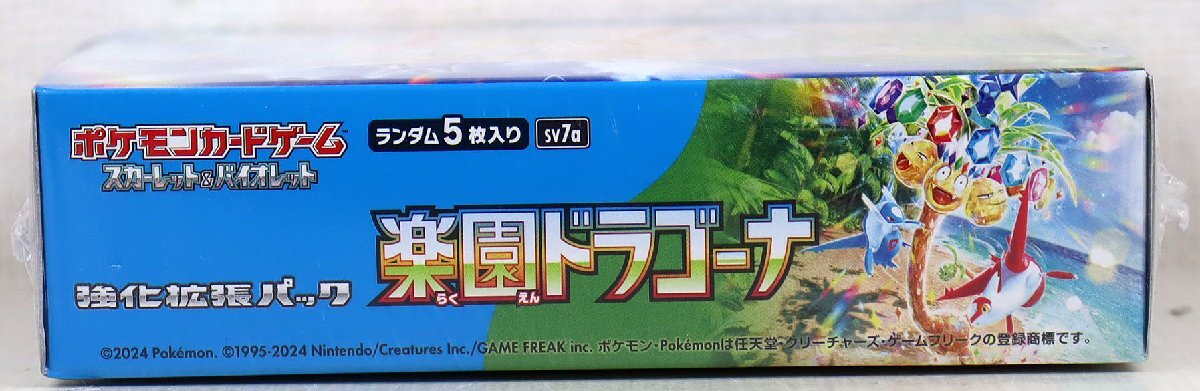 ポケモンカードゲーム™
スカーレット&バイオレット
ランダム5枚入り sv7a
楽園ドラゴーナ
らく えん
強化拡張パック
©2024 Pokémon. ©1995-2024 Nintendo/Creatures Inc./GAME FREAK inc. ポケモン・Pokémonは任天堂・クリーチャーズ・ゲームフリークの登録商標です。